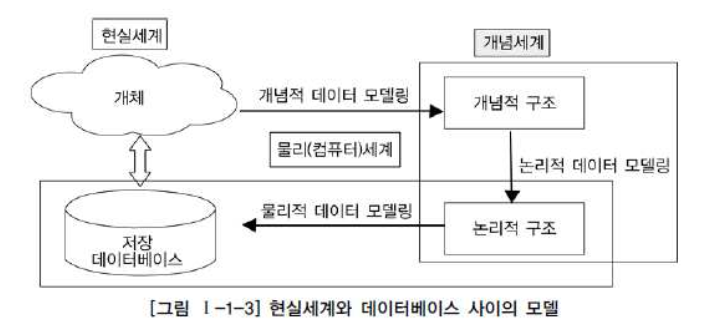 현실세계
개념세계
개체
개념적 데이터 모델링
개념적 구조
물리(컴퓨터)세계
논리적 데이터 모델링
물리적 데이터 모델링
논리적 구조
저장
데이터베이스
[그림 Ⅰ-1-3] 현실세계와 데이터베이스 사이의 모델